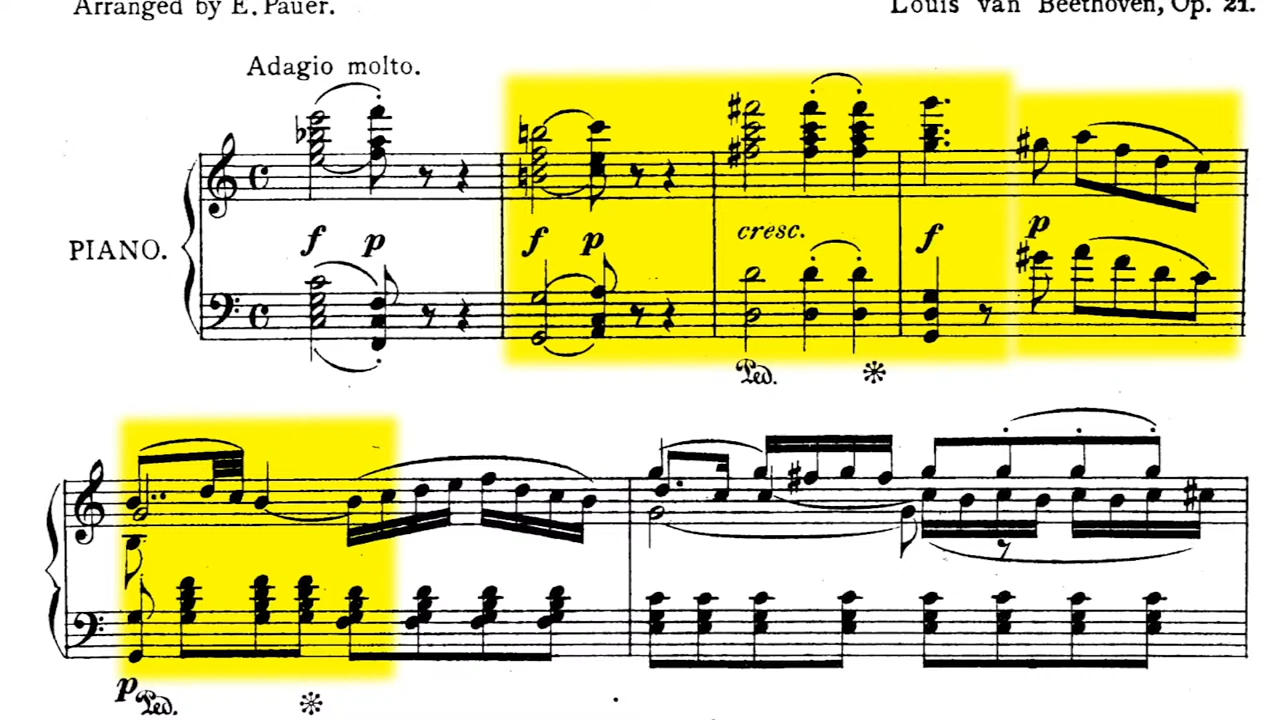 Arranged by E. Pauer.
Louis van Beethoven, Op. 21.
Adagio molto.
PIANO.
f p f p cresc. f p
Ped. *
p Ped. *